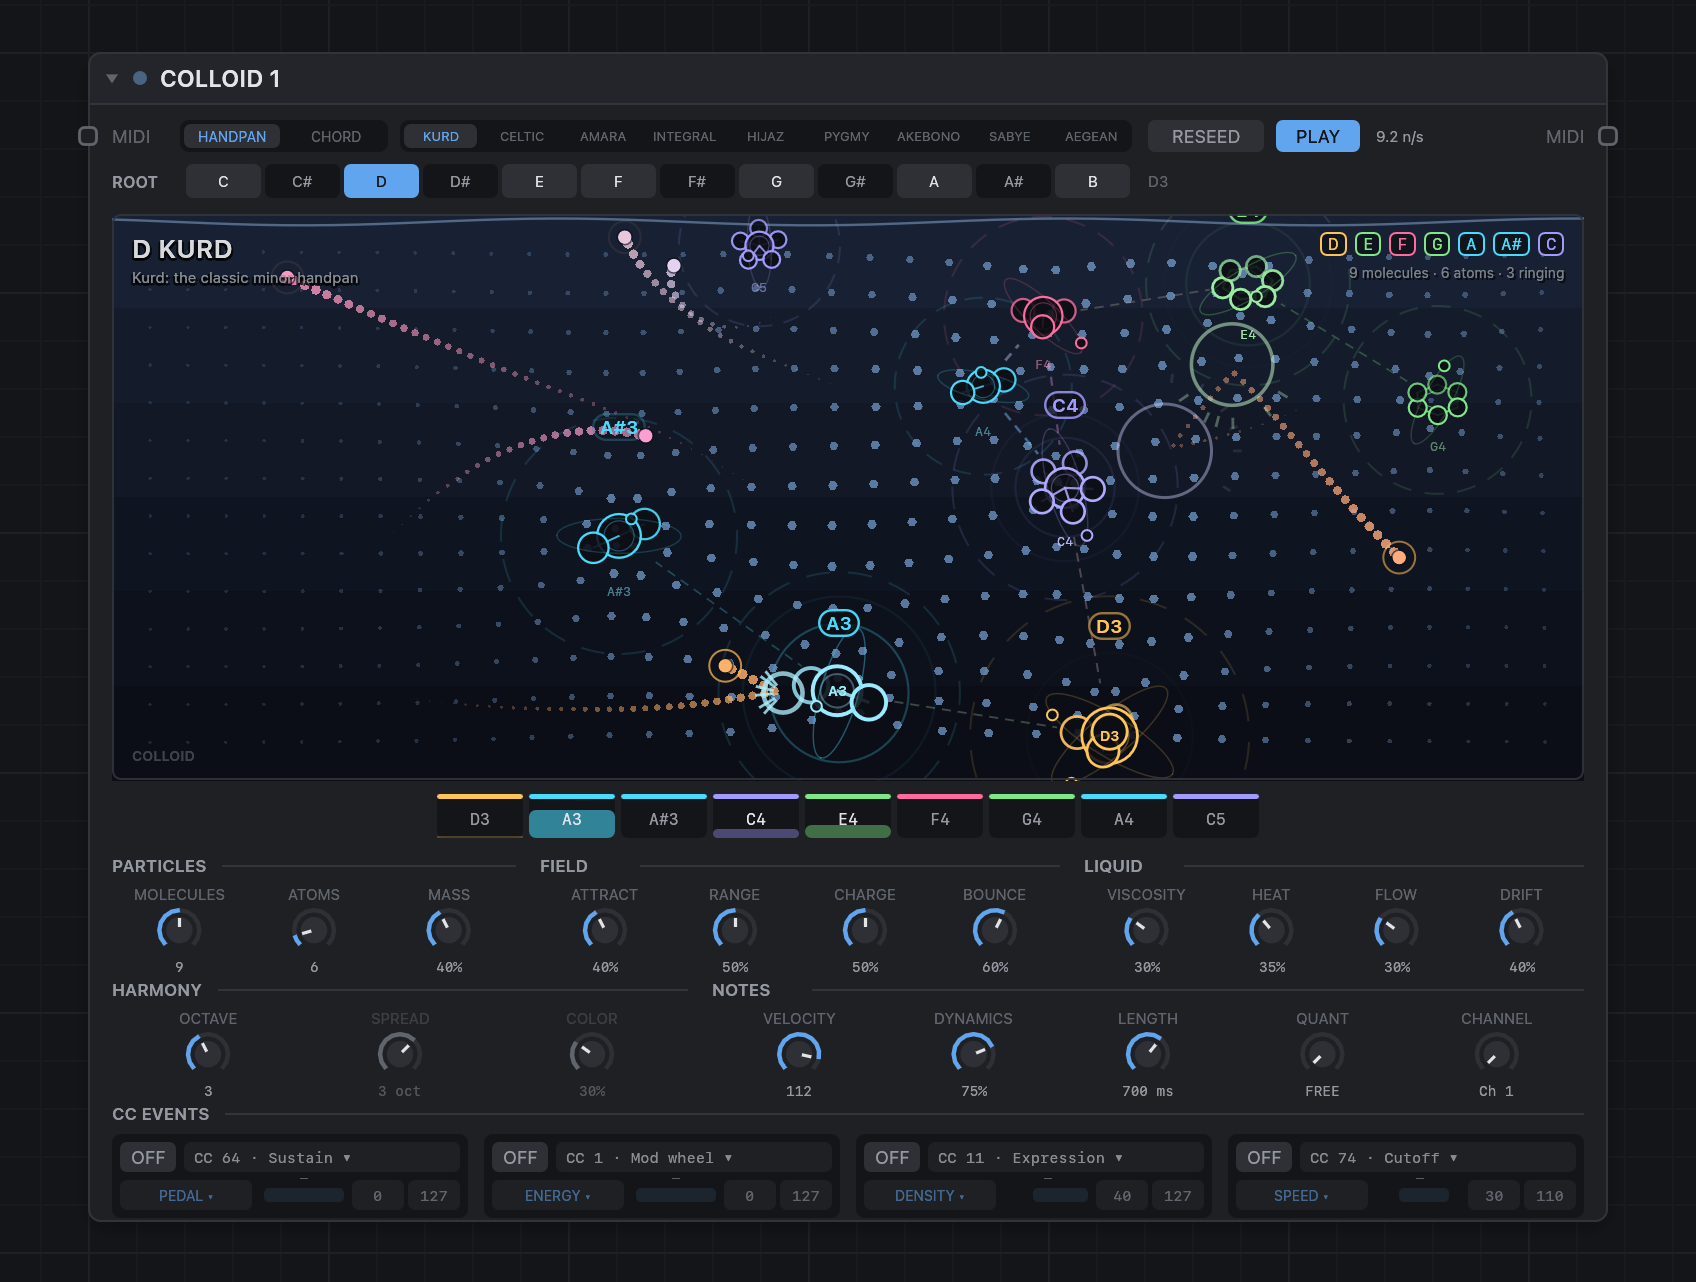 COLLOID 1
MIDI HANDPAN CHORD KURD CELTIC AMARA INTEGRAL HIJAZ PYGMY AKEBONO SABYE AEGEAN RESEED PLAY 9.2 n/s MIDI
ROOT C C# D D# E F F# G G# A A# B D3
D KURD
Kurd: the classic minor handpan
D E F G A A# C
9 molecules · 6 atoms · 3 ringing
C5
E4
F4
A4
C4
G4
A#3
C4
A#3
A3
D3
A3
D3
COLLOID
D3 A3 A#3 C4 E4 F4 G4 A4 C5
PARTICLES FIELD LIQUID
MOLECULES ATOMS MASS ATTRACT RANGE CHARGE BOUNCE VISCOSITY HEAT FLOW DRIFT
9 6 40% 40% 50% 50% 60% 30% 35% 30% 40%
HARMONY NOTES
OCTAVE SPREAD COLOR VELOCITY DYNAMICS LENGTH QUANT CHANNEL
3 3 oct 30% 112 75% 700 ms FREE Ch 1
CC EVENTS
OFF CC 64 · Sustain ▾ OFF CC 1 · Mod wheel ▾ OFF CC 11 · Expression ▾ OFF CC 74 · Cutoff ▾
PEDAL ▾ – 0 127 ENERGY ▾ – 0 127 DENSITY ▾ – 40 127 SPEED ▾ – 30 110